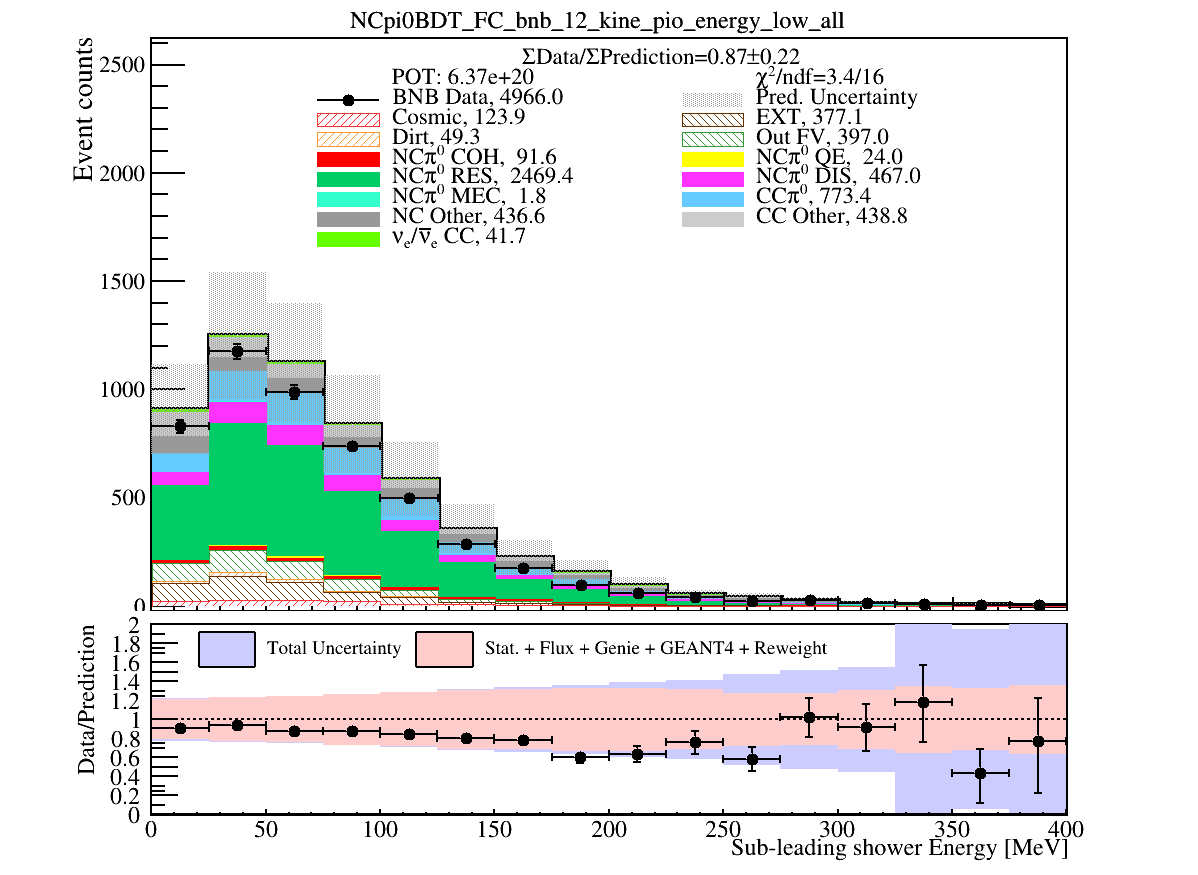 NCpi0BDT_FC_bnb_12_kine_pio_energy_low_all
ΣData/ΣPrediction=0.87±0.22
POT: 6.37e+20
χ²/ndf=3.4/16
BNB Data, 4966.0
Pred. Uncertainty
Cosmic, 123.9
EXT, 377.1
Dirt, 49.3
Out FV, 397.0
NCπ⁰ COH, 91.6
NCπ⁰ QE, 24.0
NCπ⁰ RES, 2469.4
NCπ⁰ DIS, 467.0
NCπ⁰ MEC, 1.8
CCπ⁰, 773.4
NC Other, 436.6
CC Other, 438.8
νₑ/ν̅ₑ CC, 41.7
Event counts
2500
2000
1500
1000
500
0
Data/Prediction
Total Uncertainty
Stat. + Flux + Genie + GEANT4 + Reweight
2
1.8
1.6
1.4
1.2
1
0.8
0.6
0.4
0.2
0
0 50 100 150 200 250 300 350 400
Sub-leading shower Energy [MeV]